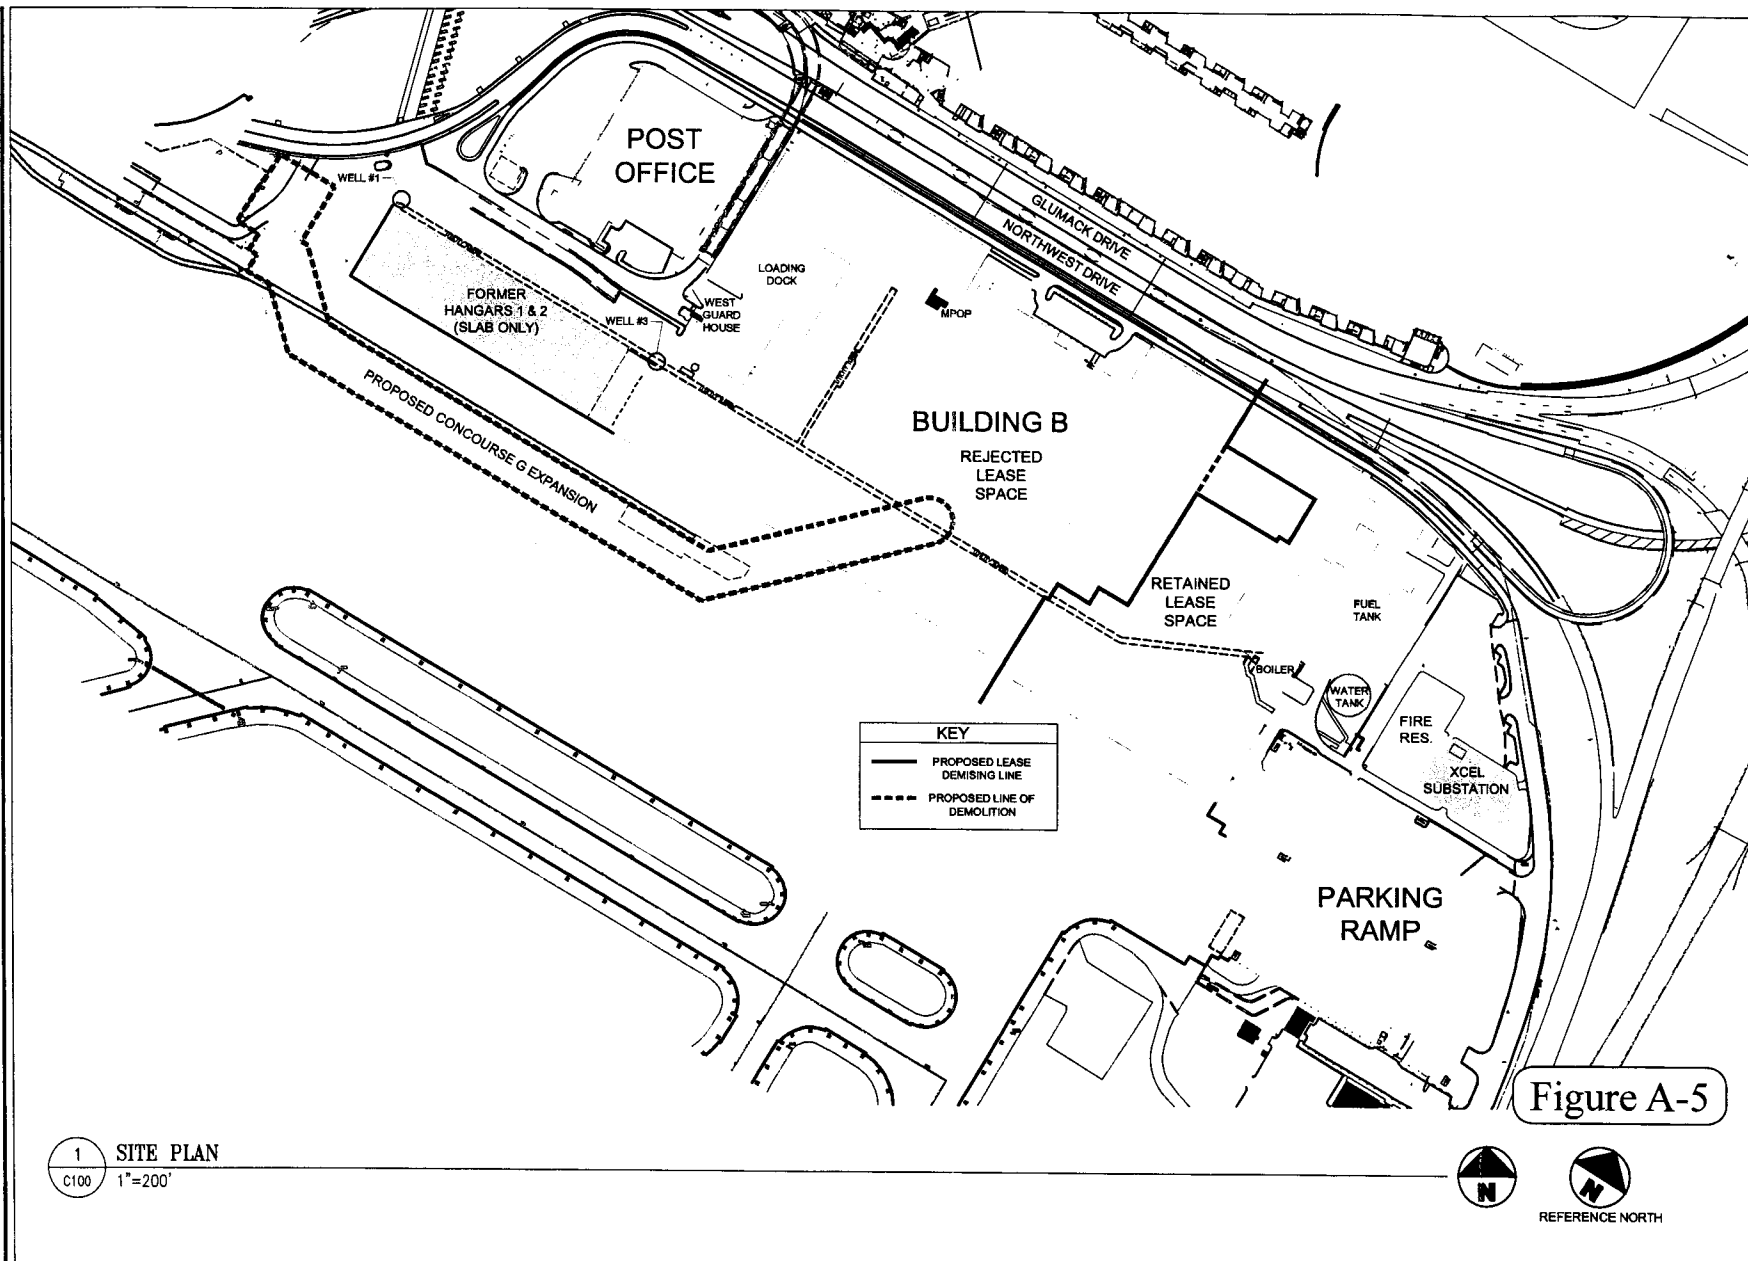 POST
OFFICE
WELL #1
GLUMACK DRIVE
NORTHWEST DRIVE
LOADING
DOCK
FORMER
HANGARS 1 & 2
(SLAB ONLY)
WELL #3
WEST
GUARD
HOUSE
MPOP
PROPOSED CONCOURSE G EXPANSION
BUILDING B
REJECTED
LEASE
SPACE
RETAINED
LEASE
SPACE
FUEL
TANK
BOILER
WATER
TANK
FIRE
RES.
XCEL
SUBSTATION
KEY
PROPOSED LEASE
DEMISING LINE
PROPOSED LINE OF
DEMOLITION
PARKING
RAMP
Figure A-5
1
C100
SITE PLAN
1"=200'
N
N
REFERENCE NORTH